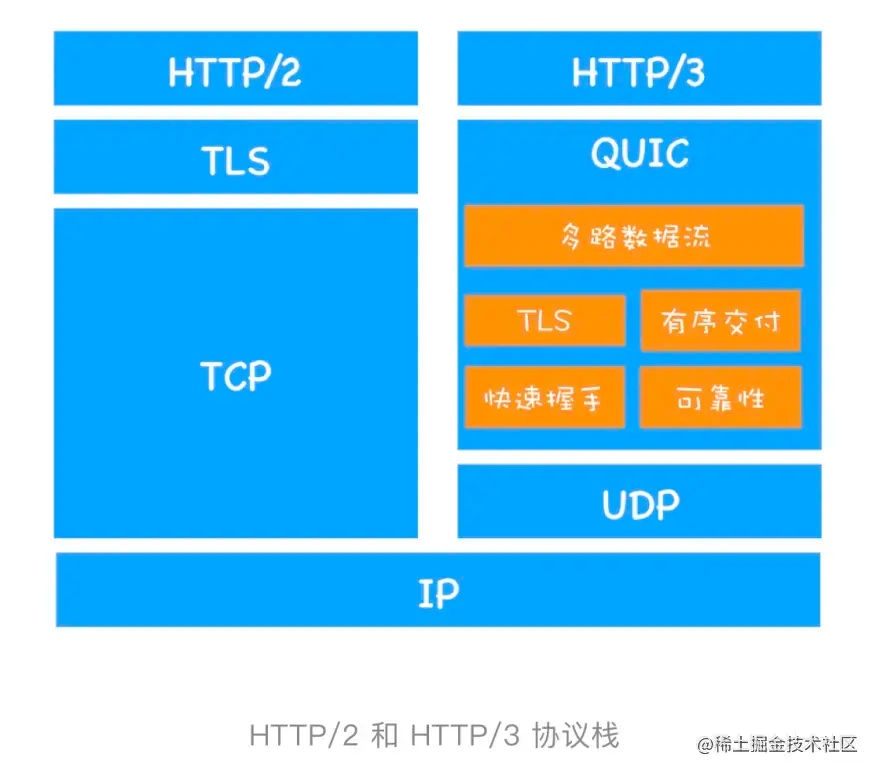 HTTP/2
TLS
TCP
HTTP/3
QUIC
多路数据流
TLS
有序交付
快速握手
可靠性
UDP
IP
HTTP/2 和 HTTP/3 协议栈
@稀土掘金技术社区